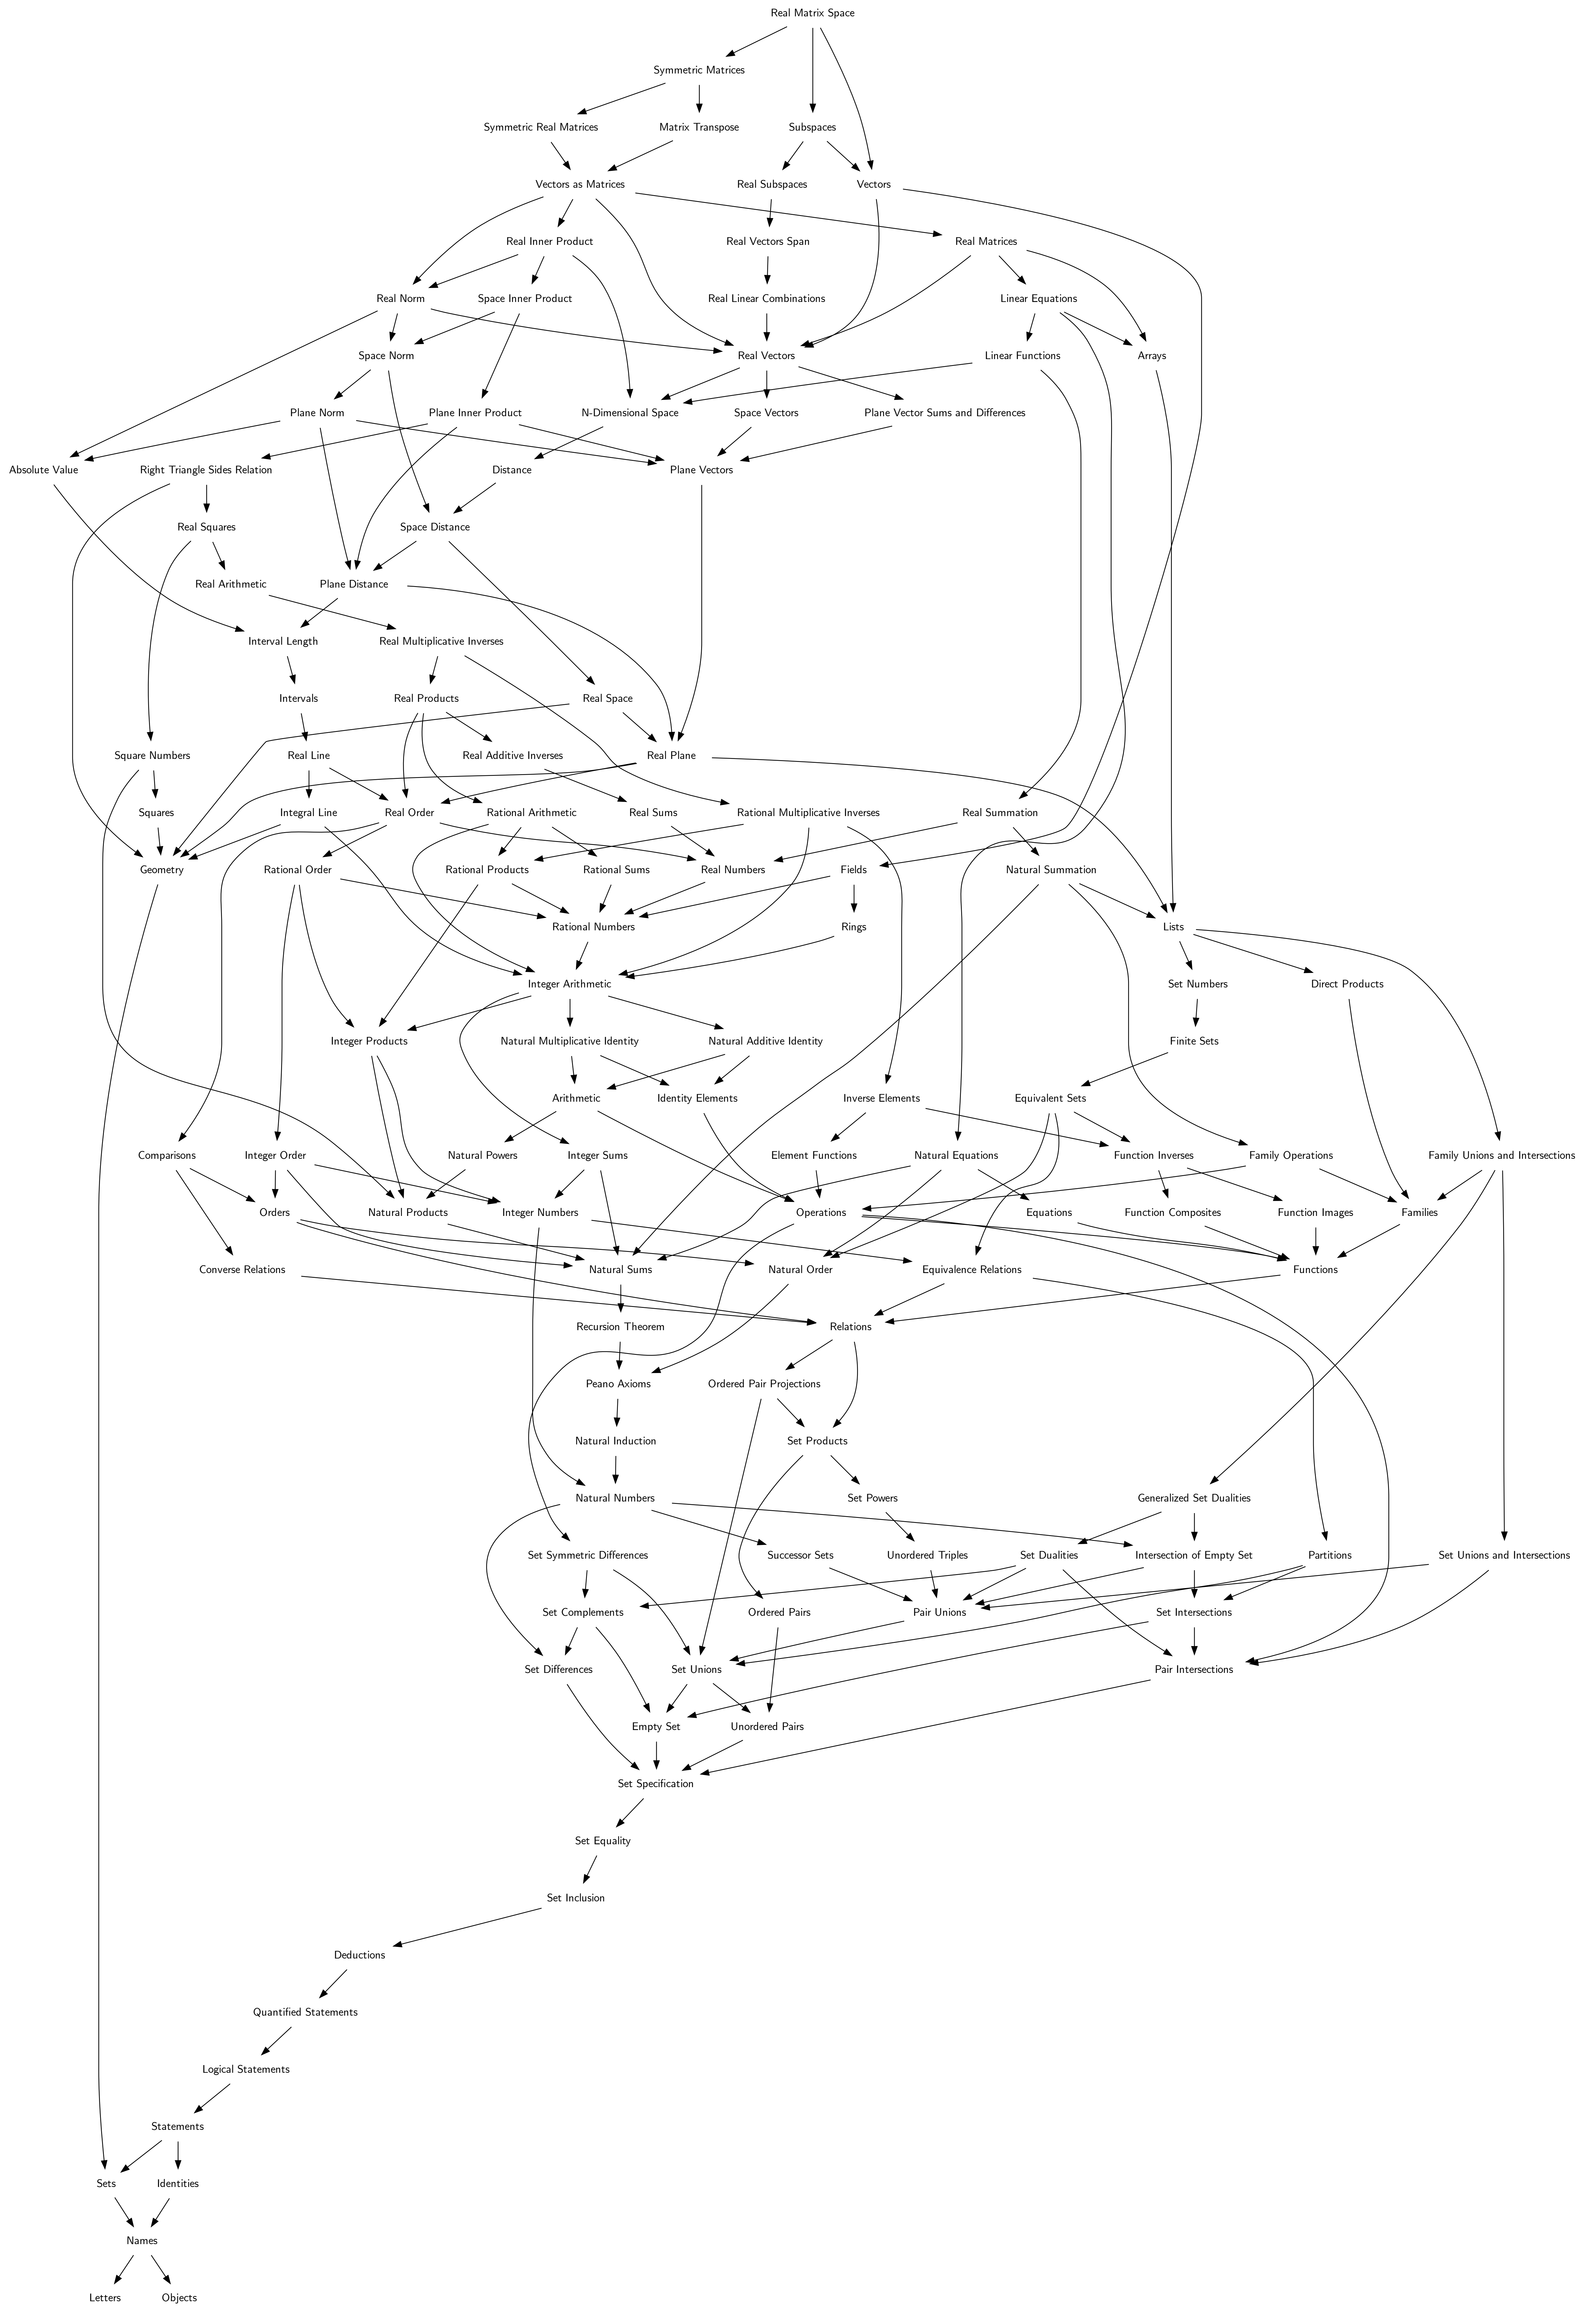 Real Matrix Space
Symmetric Matrices
Symmetric Real Matrices
Matrix Transpose
Subspaces
Vectors as Matrices
Real Subspaces
Vectors
Real Inner Product
Real Vectors Span
Real Matrices
Real Norm
Space Inner Product
Real Linear Combinations
Linear Equations
Space Norm
Real Vectors
Linear Functions
Arrays
Plane Norm
Plane Inner Product
N-Dimensional Space
Space Vectors
Plane Vector Sums and Differences
Absolute Value
Right Triangle Sides Relation
Distance
Plane Vectors
Real Squares
Space Distance
Real Arithmetic
Plane Distance
Interval Length
Real Multiplicative Inverses
Intervals
Real Products
Real Space
Square Numbers
Real Line
Real Additive Inverses
Real Plane
Squares
Integral Line
Real Order
Rational Arithmetic
Real Sums
Rational Multiplicative Inverses
Real Summation
Geometry
Rational Order
Rational Products
Rational Sums
Real Numbers
Fields
Natural Summation
Rational Numbers
Rings
Lists
Integer Arithmetic
Set Numbers
Direct Products
Integer Products
Natural Multiplicative Identity
Natural Additive Identity
Finite Sets
Arithmetic
Identity Elements
Inverse Elements
Equivalent Sets
Comparisons
Integer Order
Natural Powers
Integer Sums
Element Functions
Natural Equations
Function Inverses
Family Operations
Family Unions and Intersections
Orders
Natural Products
Integer Numbers
Operations
Equations
Function Composites
Function Images
Families
Converse Relations
Natural Sums
Natural Order
Equivalence Relations
Functions
Recursion Theorem
Relations
Peano Axioms
Ordered Pair Projections
Natural Induction
Set Products
Natural Numbers
Set Powers
Generalized Set Dualities
Set Symmetric Differences
Successor Sets
Unordered Triples
Set Dualities
Intersection of Empty Set
Partitions
Set Unions and Intersections
Set Complements
Ordered Pairs
Pair Unions
Set Intersections
Set Differences
Set Unions
Pair Intersections
Empty Set
Unordered Pairs
Set Specification
Set Equality
Set Inclusion
Deductions
Quantified Statements
Logical Statements
Statements
Sets
Identities
Names
Letters
Objects